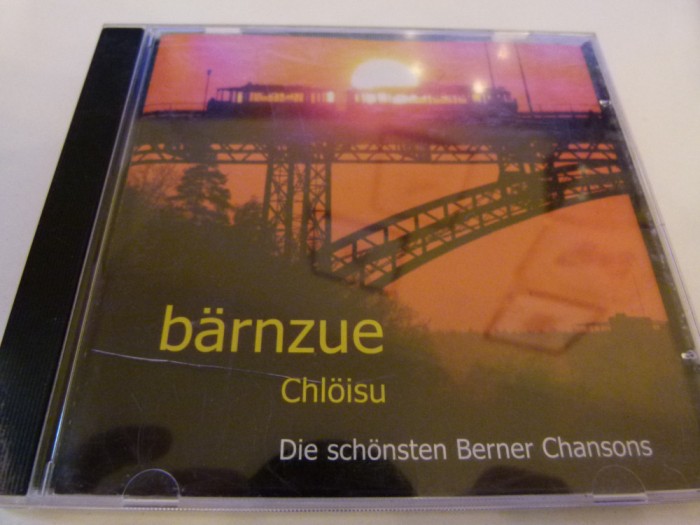 bärnzue
Chlöisu
Die schönsten Berner Chansons